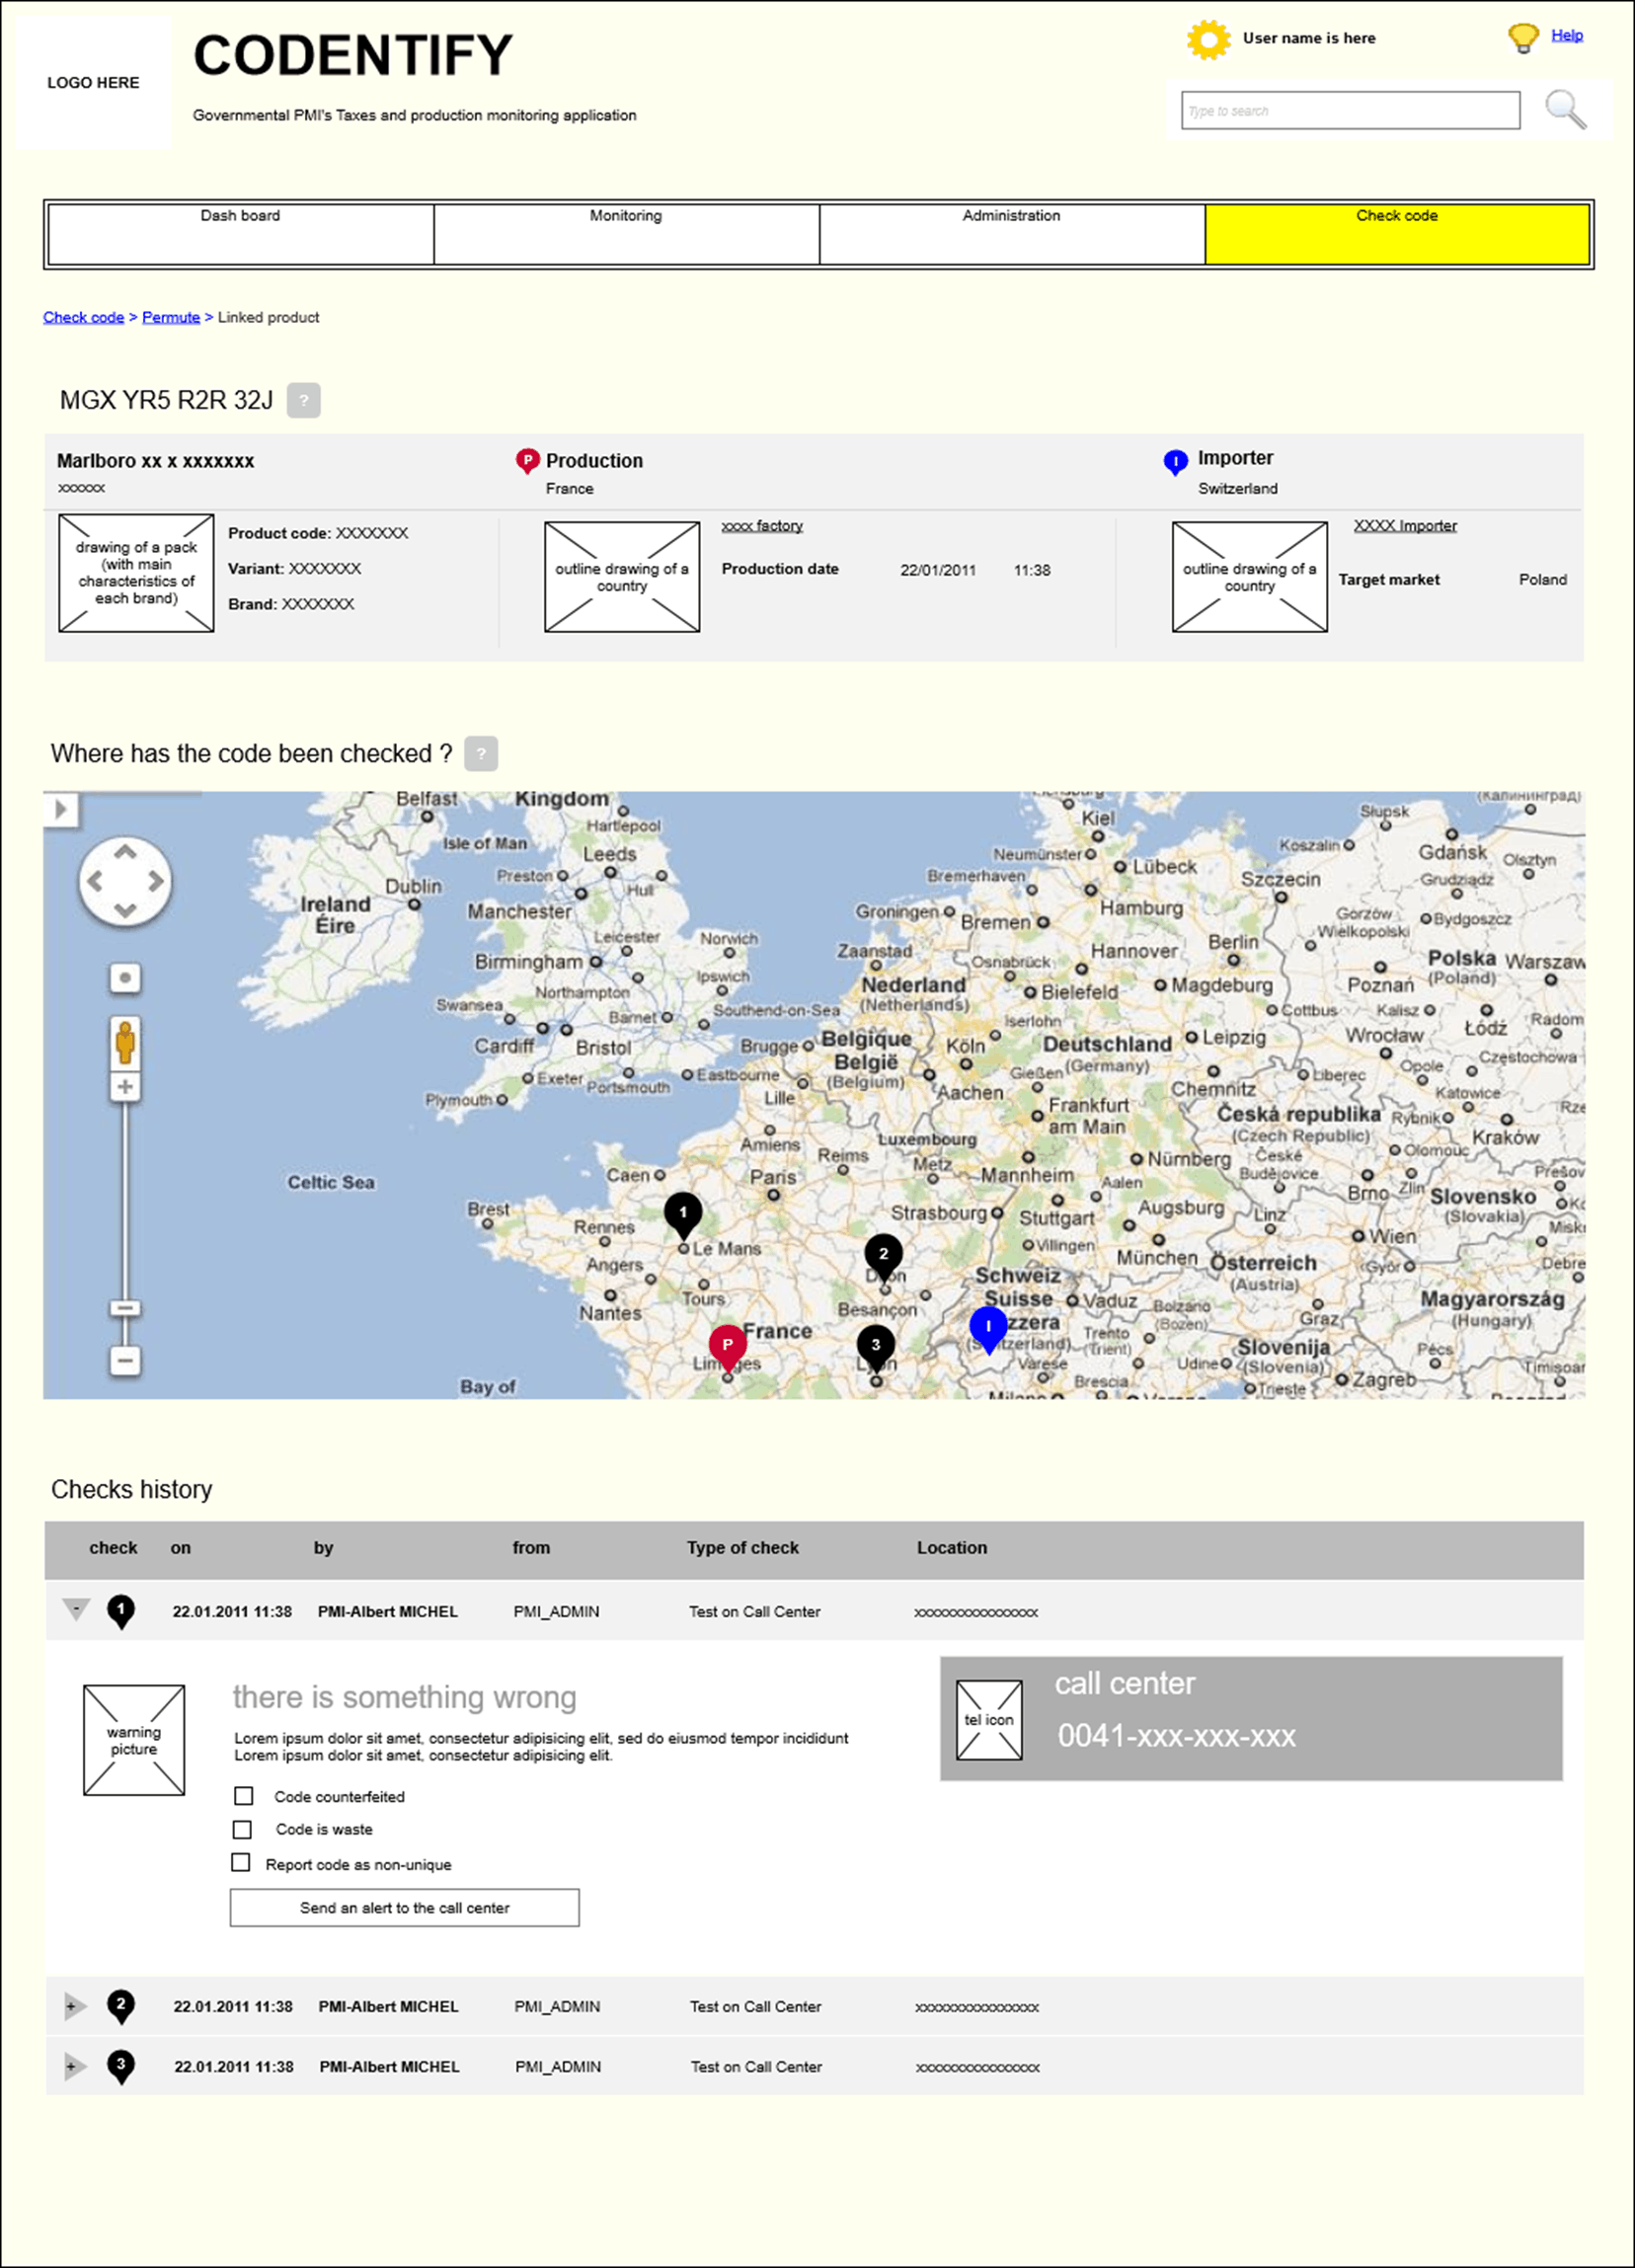 LOGO HERE
CODENTIFY
Governmental PMI's Taxes and production monitoring application
User name is here
Help
Type to search
Dash board
Monitoring
Administration
Check code
Check code > Permute > Linked product
MGX YR5 R2R 32J ?
Marlboro xx x xxxxxxx
xxxxxx
P Production
France
I Importer
Switzerland
drawing of a pack
(with main
characteristics of
each brand)
Product code: XXXXXXX
Variant: XXXXXXX
Brand: XXXXXXX
outline drawing of a
country
xxxx factory
Production date 22/01/2011 11:38
outline drawing of a
country
XXXX Importer
Target market Poland
Where has the code been checked ? ?
Belfast
Kingdom
Hartlepool
Isle of Man
Leeds
Preston
Hull
Dublin
Manchester
Ireland
Éire
Leicester
Norwich
Birmingham
Ipswich
Northampton
Swansea
Barnet
Southend-on-Sea
Cardiff
Bristol
Exeter
Portsmouth
Eastbourne
Plymouth
Celtic Sea
Kiel
Słupsk
(Калининград)
Neumünster
Lübeck
Koszalin
Gdańsk
Olsztyn
Bremerhaven
Szczecin
Grudziądz
Groningen
Bremen
Hamburg
Gorzów
Wielkopolski
Bydgoszcz
Zaanstad
Osnabrück
Hannover
Berlin
Polska
(Poland)
Warszaw
Nederland
(Netherlands)
Bielefeld
Magdeburg
Poznań
Iserlohn
Cottbus
Kalisz
Łódź
Radom
Brugge
Belgique
België
(Belgium)
Köln
Deutschland
(Germany)
Leipzig
Wrocław
Częstochowa
Gießen
Aachen
Chemnitz
Liberec
Opole
Katowice
Lille
Frankfurt
am Main
Česká republika
(Czech Republic)
Rybnik
Rze
Kraków
Amiens
Luxembourg
Caen
Paris
Reims
Metz
Mannheim
Nürnberg
České
Budějovice
Olomouc
Prešov
Aalen
Brno
Zlín
Slovensko
(Slovakia)
Brest
Rennes
1
Le Mans
Strasbourg
Stuttgart
Augsburg
Linz
Villingen
München
Österreich
(Austria)
Wien
Győr
Debre
Angers
2
Nantes
Tours
Besançon
Schweiz
Suisse
Vaduz
Bolzano
(Bozen)
Graz
Magyarország
(Hungary)
P
France
3
I
Trento
(Trient)
Slovenija
(Slovenia)
Pécs
Varese
Udine
Timișoar
Bay of
Brescia
Trieste
Zagreb
Checks history
check on by from Type of check Location
- 1 22.01.2011 11:38 PMI-Albert MICHEL PMI_ADMIN Test on Call Center xxxxxxxxxxxxxxxx
warning
picture
there is something wrong
Lorem ipsum dolor sit amet, consectetur adipisicing elit, sed do eiusmod tempor incididunt
Lorem ipsum dolor sit amet, consectetur adipisicing elit.
Code counterfeited
Code is waste
Report code as non-unique
Send an alert to the call center
tel icon
call center
0041-xxx-xxx-xxx
+ 2 22.01.2011 11:38 PMI-Albert MICHEL PMI_ADMIN Test on Call Center xxxxxxxxxxxxxxxx
+ 3 22.01.2011 11:38 PMI-Albert MICHEL PMI_ADMIN Test on Call Center xxxxxxxxxxxxxxxx